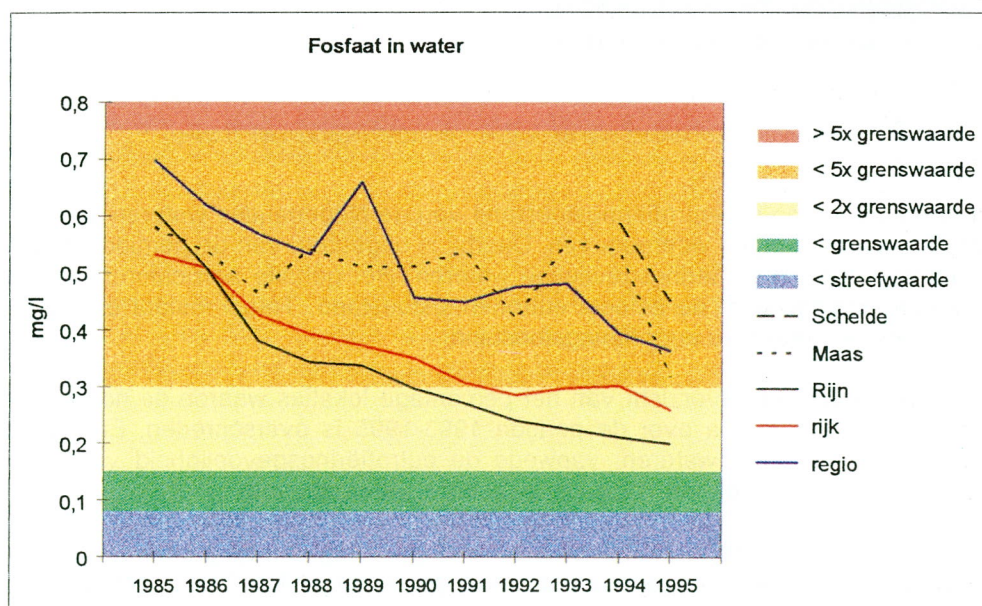 Fosfaat in water
0,8
0,7
0,6
0,5
0,4
0,3
0,2
0,1
0
mg/l
1985 1986 1987 1988 1989 1990 1991 1992 1993 1994 1995
> 5x grenswaarde
< 5x grenswaarde
< 2x grenswaarde
< grenswaarde
< streefwaarde
Schelde
Maas
Rijn
rijk
regio